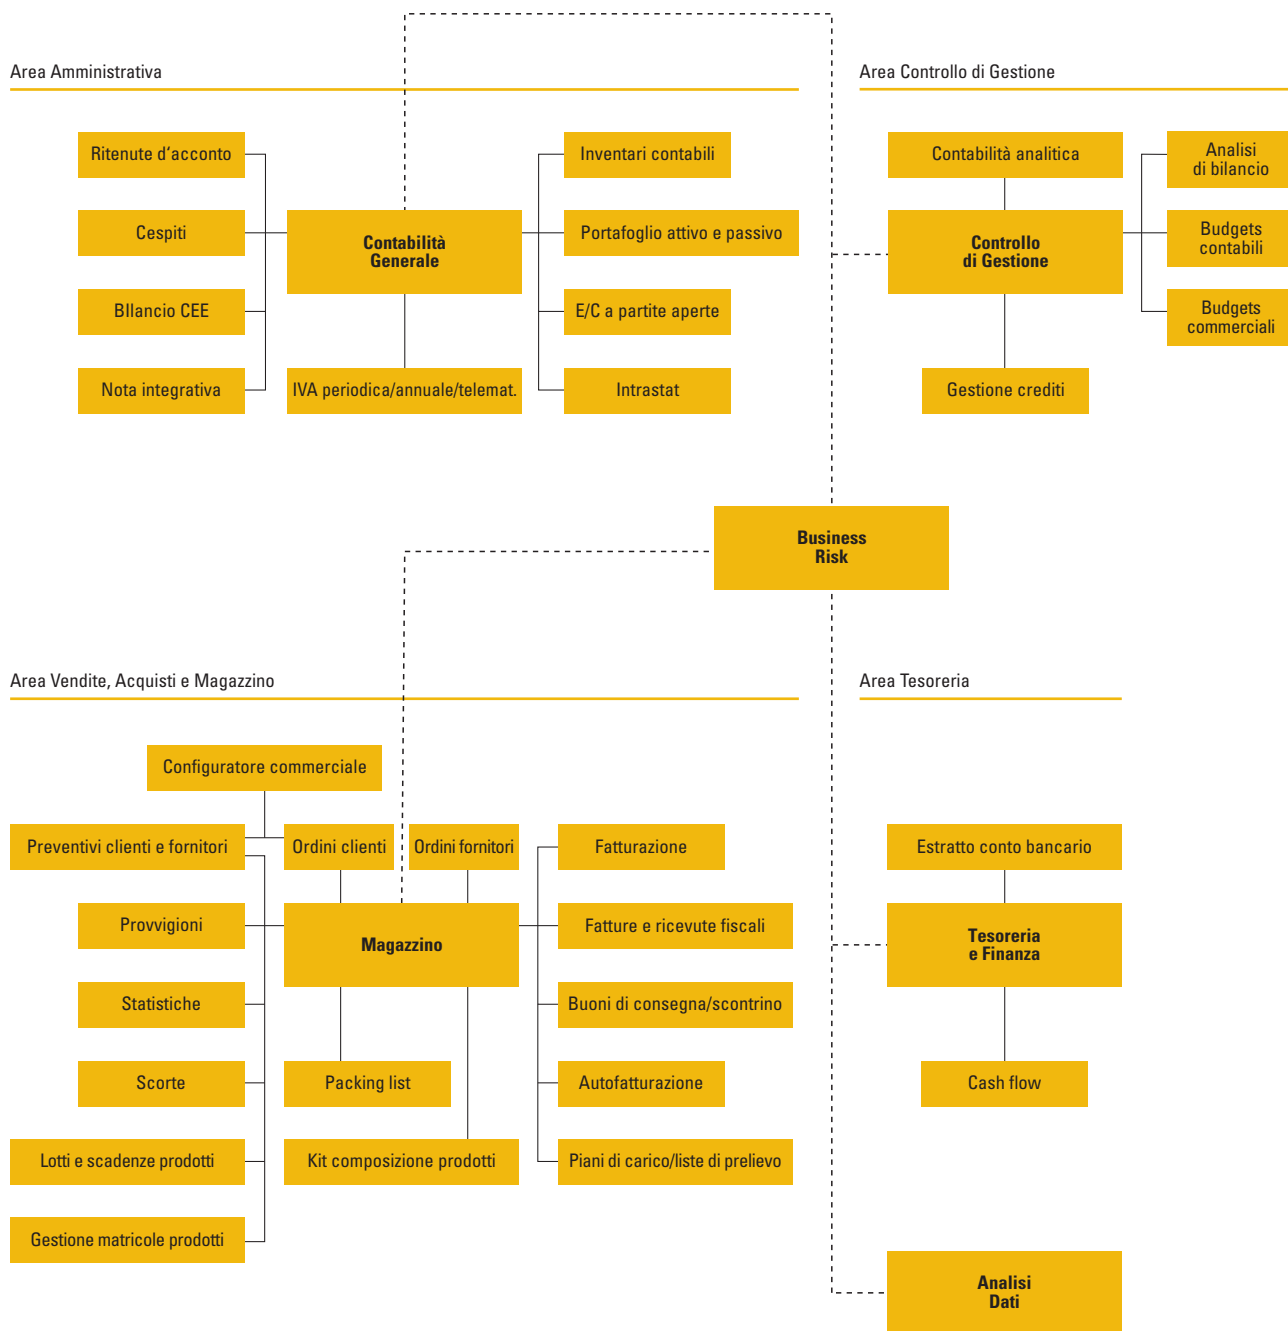 Area Amministrativa
Ritenute d’acconto
Cespiti
BIlancio CEE
Nota integrativa
Contabilità
Generale
IVA periodica/annuale/telemat.
Inventari contabili
Portafoglio attivo e passivo
E/C a partite aperte
Intrastat
Area Controllo di Gestione
Contabilità analitica
Controllo
di Gestione
Gestione crediti
Analisi
di bilancio
Budgets
contabili
Budgets
commerciali
Business
Risk
Area Vendite, Acquisti e Magazzino
Configuratore commerciale
Preventivi clienti e fornitori
Ordini clienti
Ordini fornitori
Provvigioni
Statistiche
Scorte
Lotti e scadenze prodotti
Gestione matricole prodotti
Magazzino
Packing list
Kit composizione prodotti
Fatturazione
Fatture e ricevute fiscali
Buoni di consegna/scontrino
Autofatturazione
Piani di carico/liste di prelievo
Area Tesoreria
Estratto conto bancario
Tesoreria
e Finanza
Cash flow
Analisi
Dati